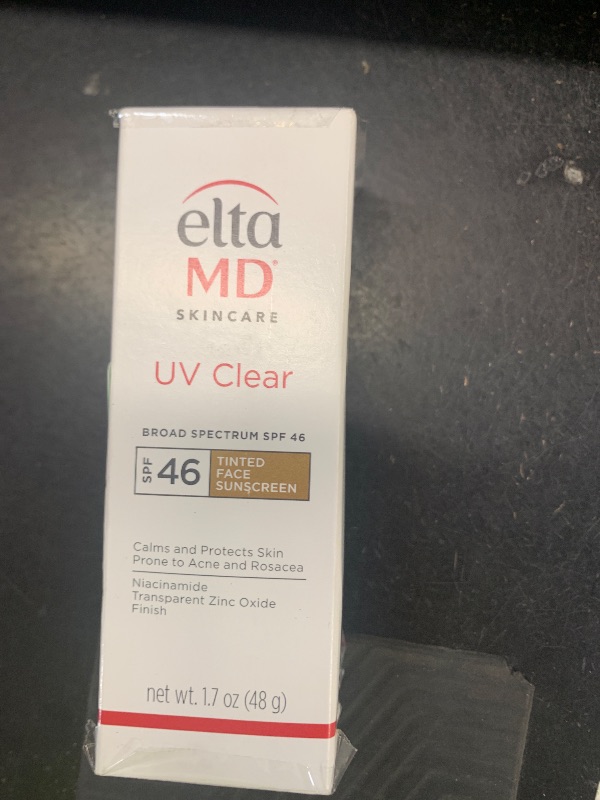 elta
MD®
SKINCARE
UV Clear
BROAD SPECTRUM SPF 46
SPF 46 TINTED
FACE
SUNSCREEN
Calms and Protects Skin
Prone to Acne and Rosacea
Niacinamide
Transparent Zinc Oxide
Finish
net wt. 1.7 oz (48 g)